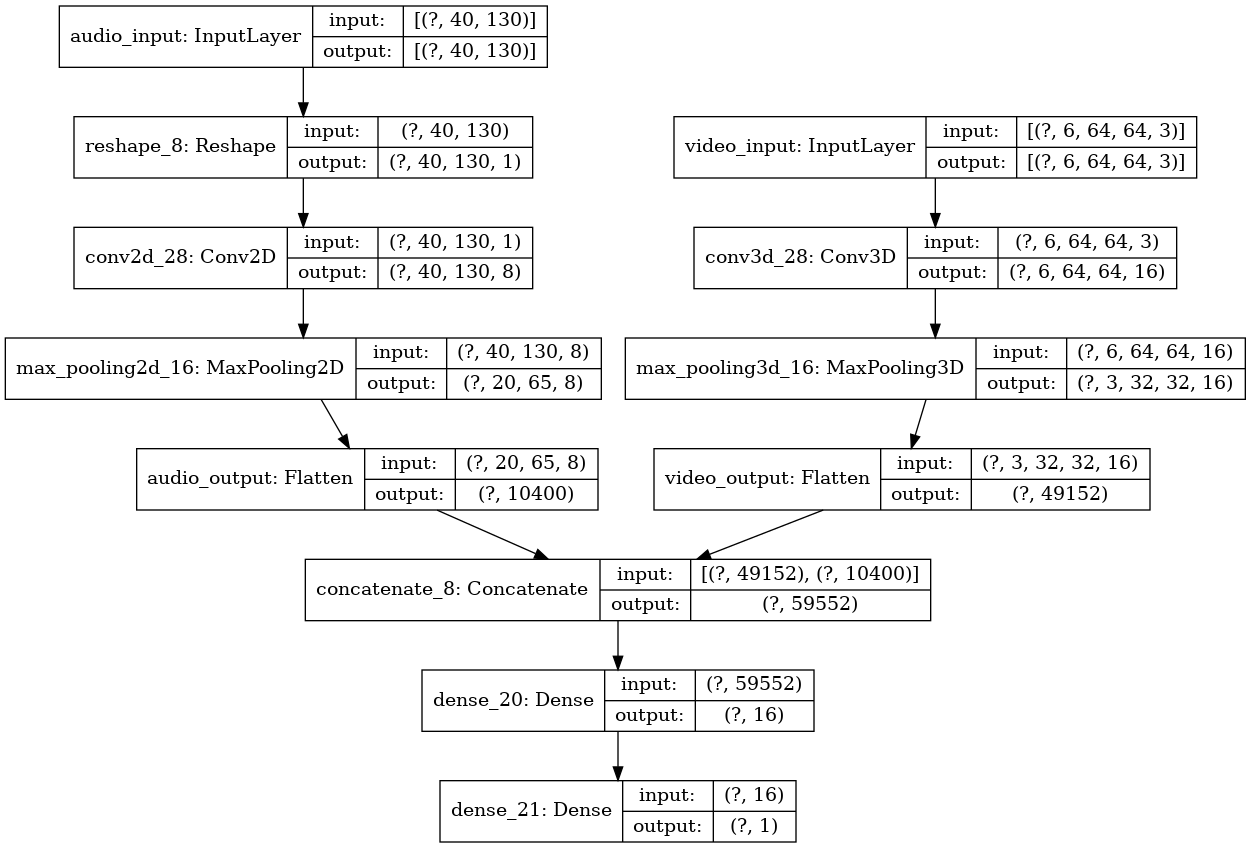 audio_input: InputLayer
input:
[(?, 40, 130)]
output:
[(?, 40, 130)]
reshape_8: Reshape
input:
(?, 40, 130)
output:
(?, 40, 130, 1)
video_input: InputLayer
input:
[(?, 6, 64, 64, 3)]
output:
[(?, 6, 64, 64, 3)]
conv2d_28: Conv2D
input:
(?, 40, 130, 1)
output:
(?, 40, 130, 8)
conv3d_28: Conv3D
input:
(?, 6, 64, 64, 3)
output:
(?, 6, 64, 64, 16)
max_pooling2d_16: MaxPooling2D
input:
(?, 40, 130, 8)
output:
(?, 20, 65, 8)
max_pooling3d_16: MaxPooling3D
input:
(?, 6, 64, 64, 16)
output:
(?, 3, 32, 32, 16)
audio_output: Flatten
input:
(?, 20, 65, 8)
output:
(?, 10400)
video_output: Flatten
input:
(?, 3, 32, 32, 16)
output:
(?, 49152)
concatenate_8: Concatenate
input:
[(?, 49152), (?, 10400)]
output:
(?, 59552)
dense_20: Dense
input:
(?, 59552)
output:
(?, 16)
dense_21: Dense
input:
(?, 16)
output:
(?, 1)